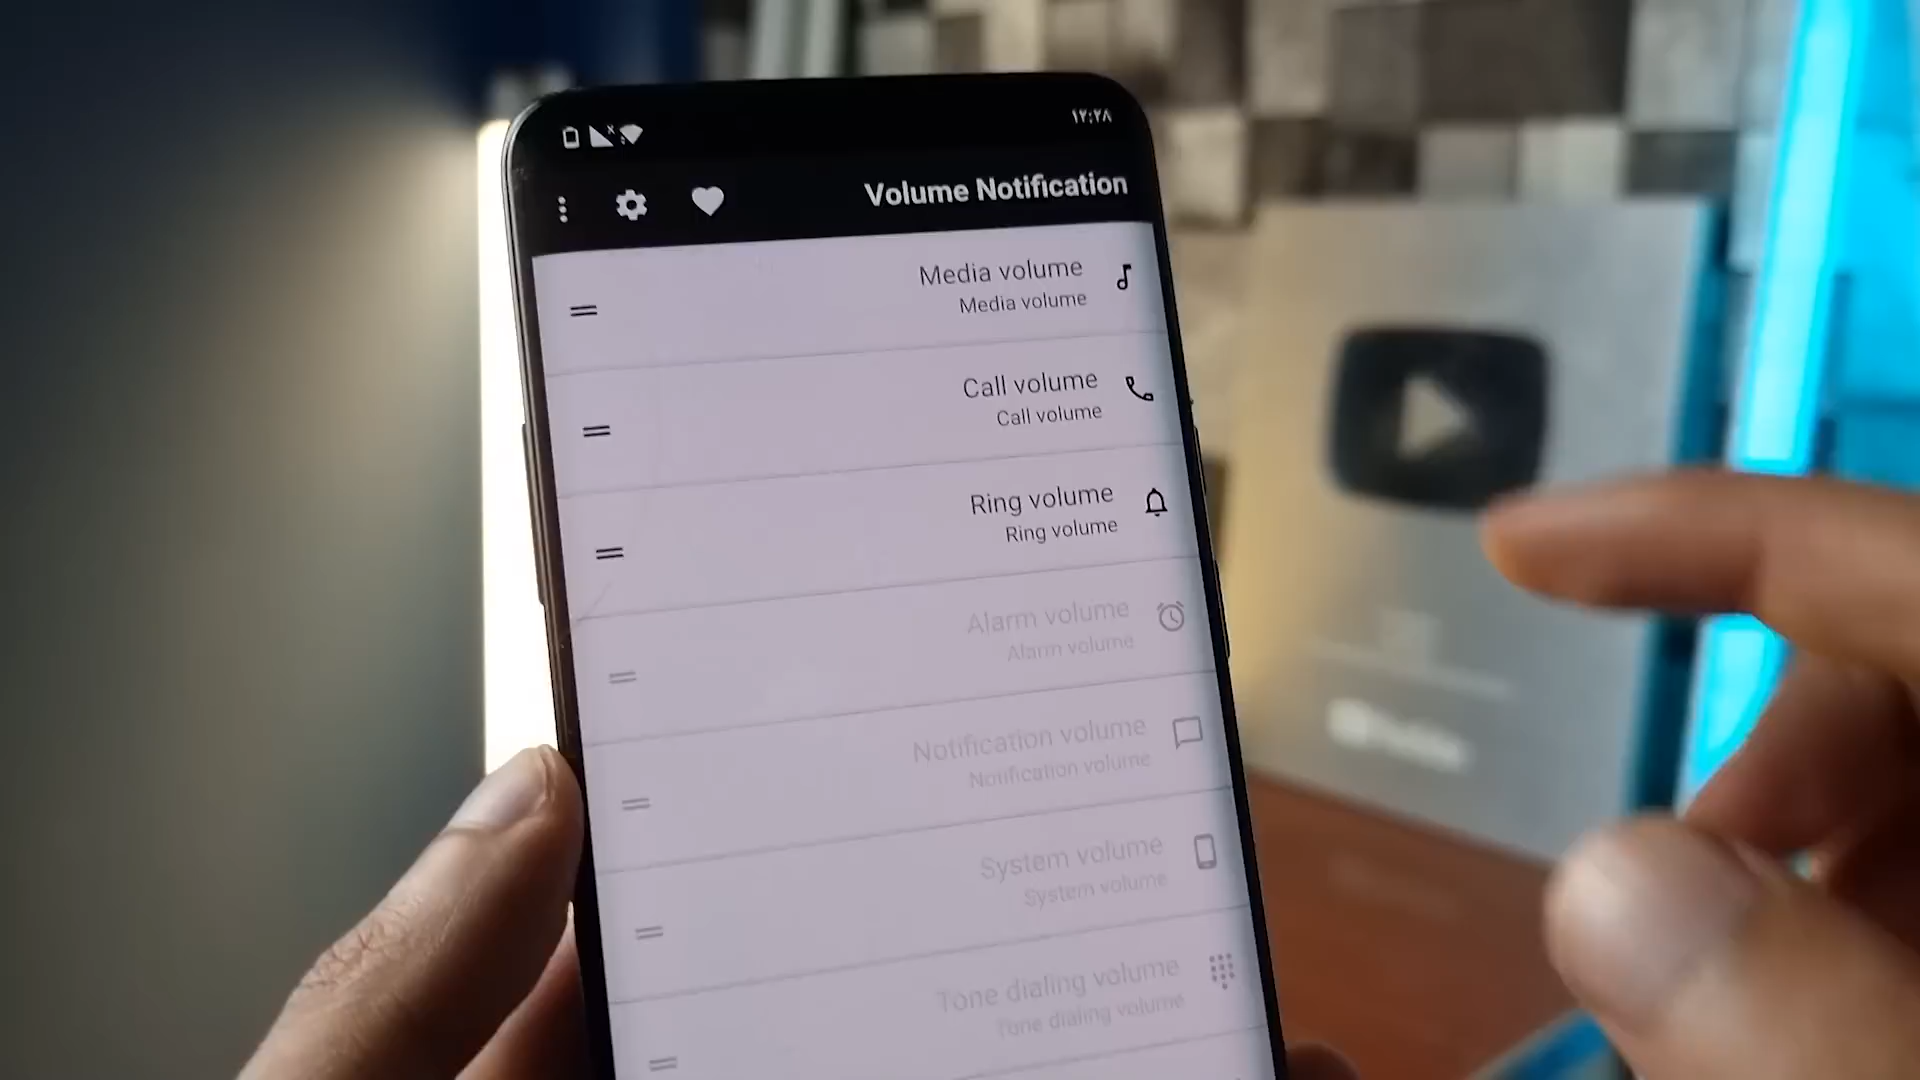 ۱۲:۲۸
Volume Notification
Media volume
Media volume
Call volume
Call volume
Ring volume
Ring volume
Alarm volume
Alarm volume
Notification volume
Notification volume
System volume
System volume
Tone dialing volume
Tone dialing volume